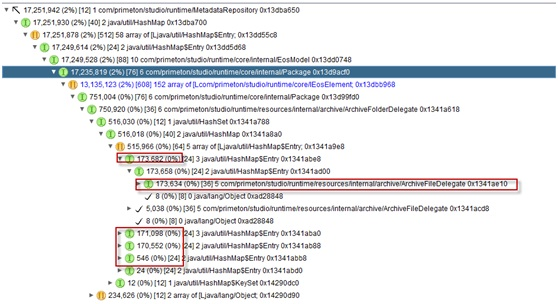 17,251,942 (2%) [12] 1 com/primeton/studio/runtime/MetadataRepository 0x13dba650
17,251,930 (2%) [40] 2 java/util/HashMap 0x13dba700
17,251,878 (2%) [512] 58 array of [Ljava/util/HashMap$Entry; 0x13dd55c8
17,249,614 (2%) [24] 2 java/util/HashMap$Entry 0x13dd5d68
17,249,528 (2%) [88] 10 com/primeton/studio/runtime/core/internal/EosModel 0x13dd0748
17,235,819 (2%) [76] 6 com/primeton/studio/runtime/core/internal/Package 0x13d9acf0
13,135,123 (2%) [608] 152 array of [Lcom/primeton/studio/runtime/core/IEosElement; 0x13dbb968
751,004 (0%) [76] 6 com/primeton/studio/runtime/core/internal/Package 0x13d99fd0
750,920 (0%) [36] 5 com/primeton/studio/runtime/resources/internal/archive/ArchiveFolderDelegate 0x1341a618
516,030 (0%) [12] 1 java/util/HashSet 0x1341a788
516,018 (0%) [40] 2 java/util/HashMap 0x1341a8a0
515,966 (0%) [64] 5 array of [Ljava/util/HashMap$Entry; 0x1341a9e8
173,682 (0%) [24] 3 java/util/HashMap$Entry 0x1341abe8
173,658 (0%) [24] 2 java/util/HashMap$Entry 0x1341ad00
173,634 (0%) [36] 5 com/primeton/studio/runtime/resources/internal/archive/ArchiveFileDelegate 0x1341ae10
8 (0%) [8] 0 java/lang/Object 0xad28848
5,038 (0%) [36] 5 com/primeton/studio/runtime/resources/internal/archive/ArchiveFileDelegate 0x1341acd8
8 (0%) [8] 0 java/lang/Object 0xad28848
171,098 (0%) [24] 3 java/util/HashMap$Entry 0x1341aba0
170,552 (0%) [24] 2 java/util/HashMap$Entry 0x1341ab88
546 (0%) [24] 2 java/util/HashMap$Entry 0x1341abb8
24 (0%) [24] 2 java/util/HashMap$Entry 0x1341abd0
12 (0%) [12] 1 java/util/HashMap$KeySet 0x14290dc0
234,626 (0%) [16] 2 array of [Ljava/lang/Object; 0x14290d90